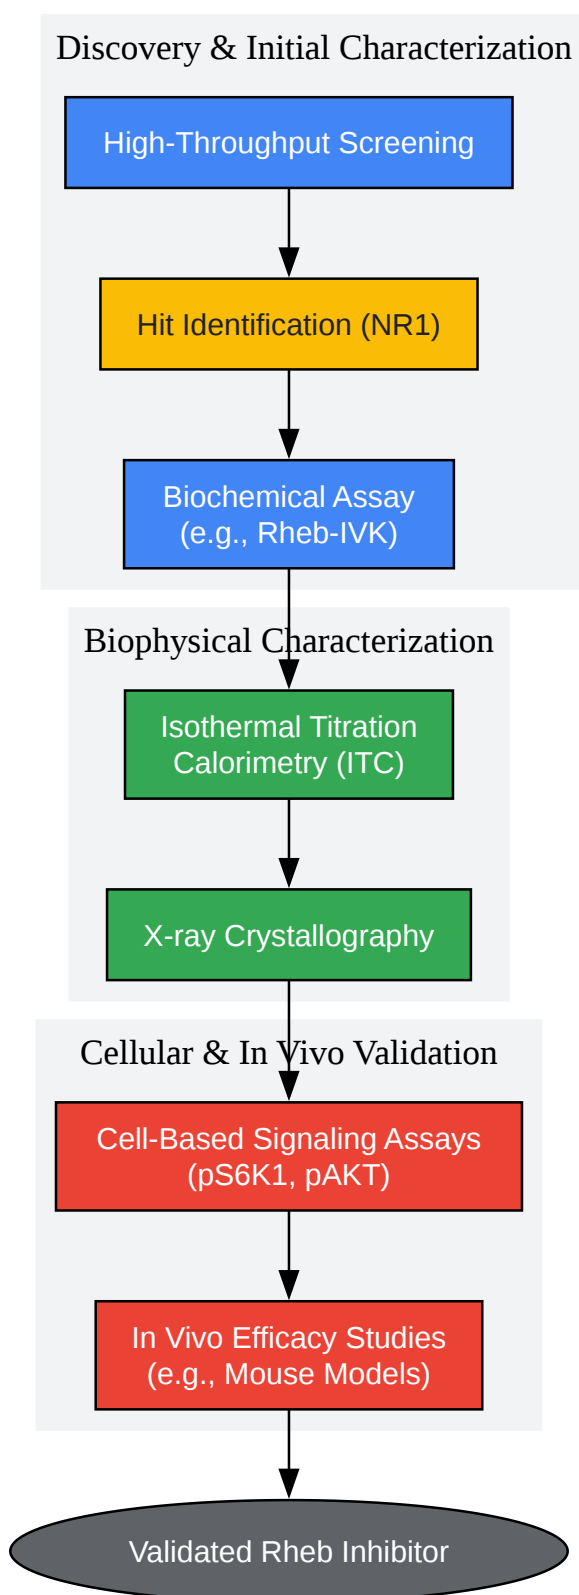 Discovery & Initial Characterization
High-Throughput Screening
Hit Identification (NR1)
Biochemical Assay
(e.g., Rheb-IVK)
Biophysical Characterization
Isothermal Titration
Calorimetry (ITC)
X-ray Crystallography
Cellular & In Vivo Validation
Cell-Based Signaling Assays
(pS6K1, pAKT)
In Vivo Efficacy Studies
(e.g., Mouse Models)
Validated Rheb Inhibitor